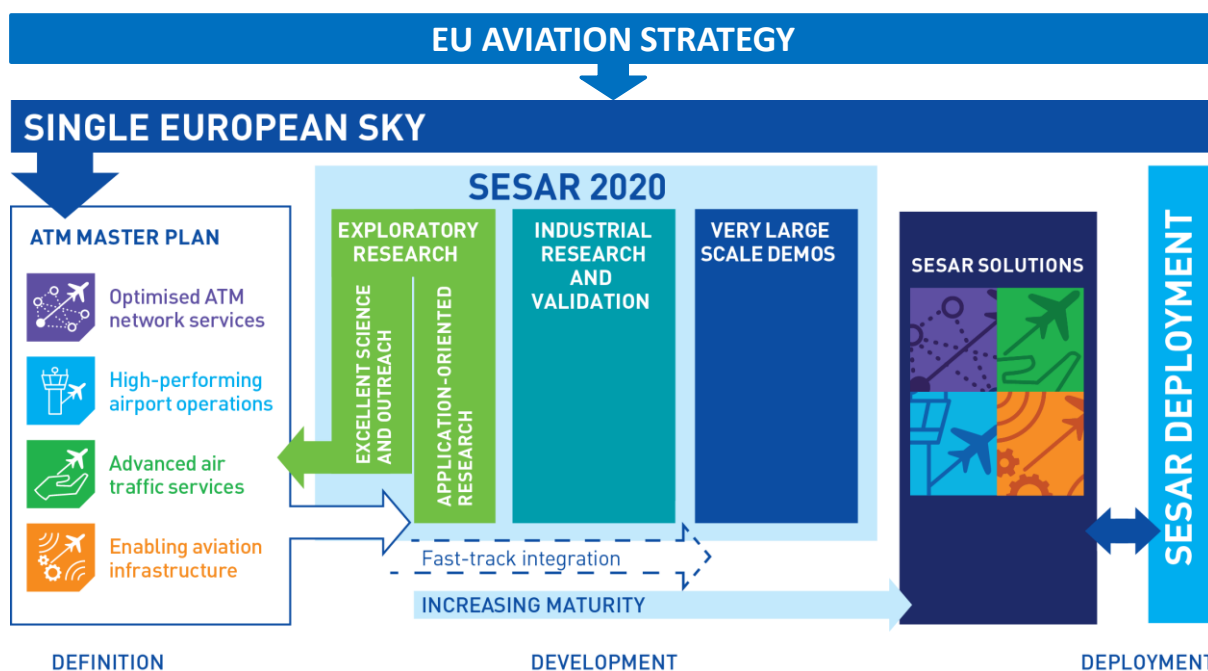 EU AVIATION STRATEGY
SINGLE EUROPEAN SKY
ATM MASTER PLAN
Optimised ATM
network services
High-performing
airport operations
Advanced air
traffic services
Enabling aviation
infrastructure
SESAR 2020
EXPLORATORY
RESEARCH
EXCELLENT SCIENCE
AND OUTREACH
APPLICATION-ORIENTED
RESEARCH
INDUSTRIAL
RESEARCH
AND
VALIDATION
VERY LARGE
SCALE DEMOS
Fast-track integration
INCREASING MATURITY
SESAR SOLUTIONS
SESAR DEPLOYMENT
DEFINITION
DEVELOPMENT
DEPLOYMENT